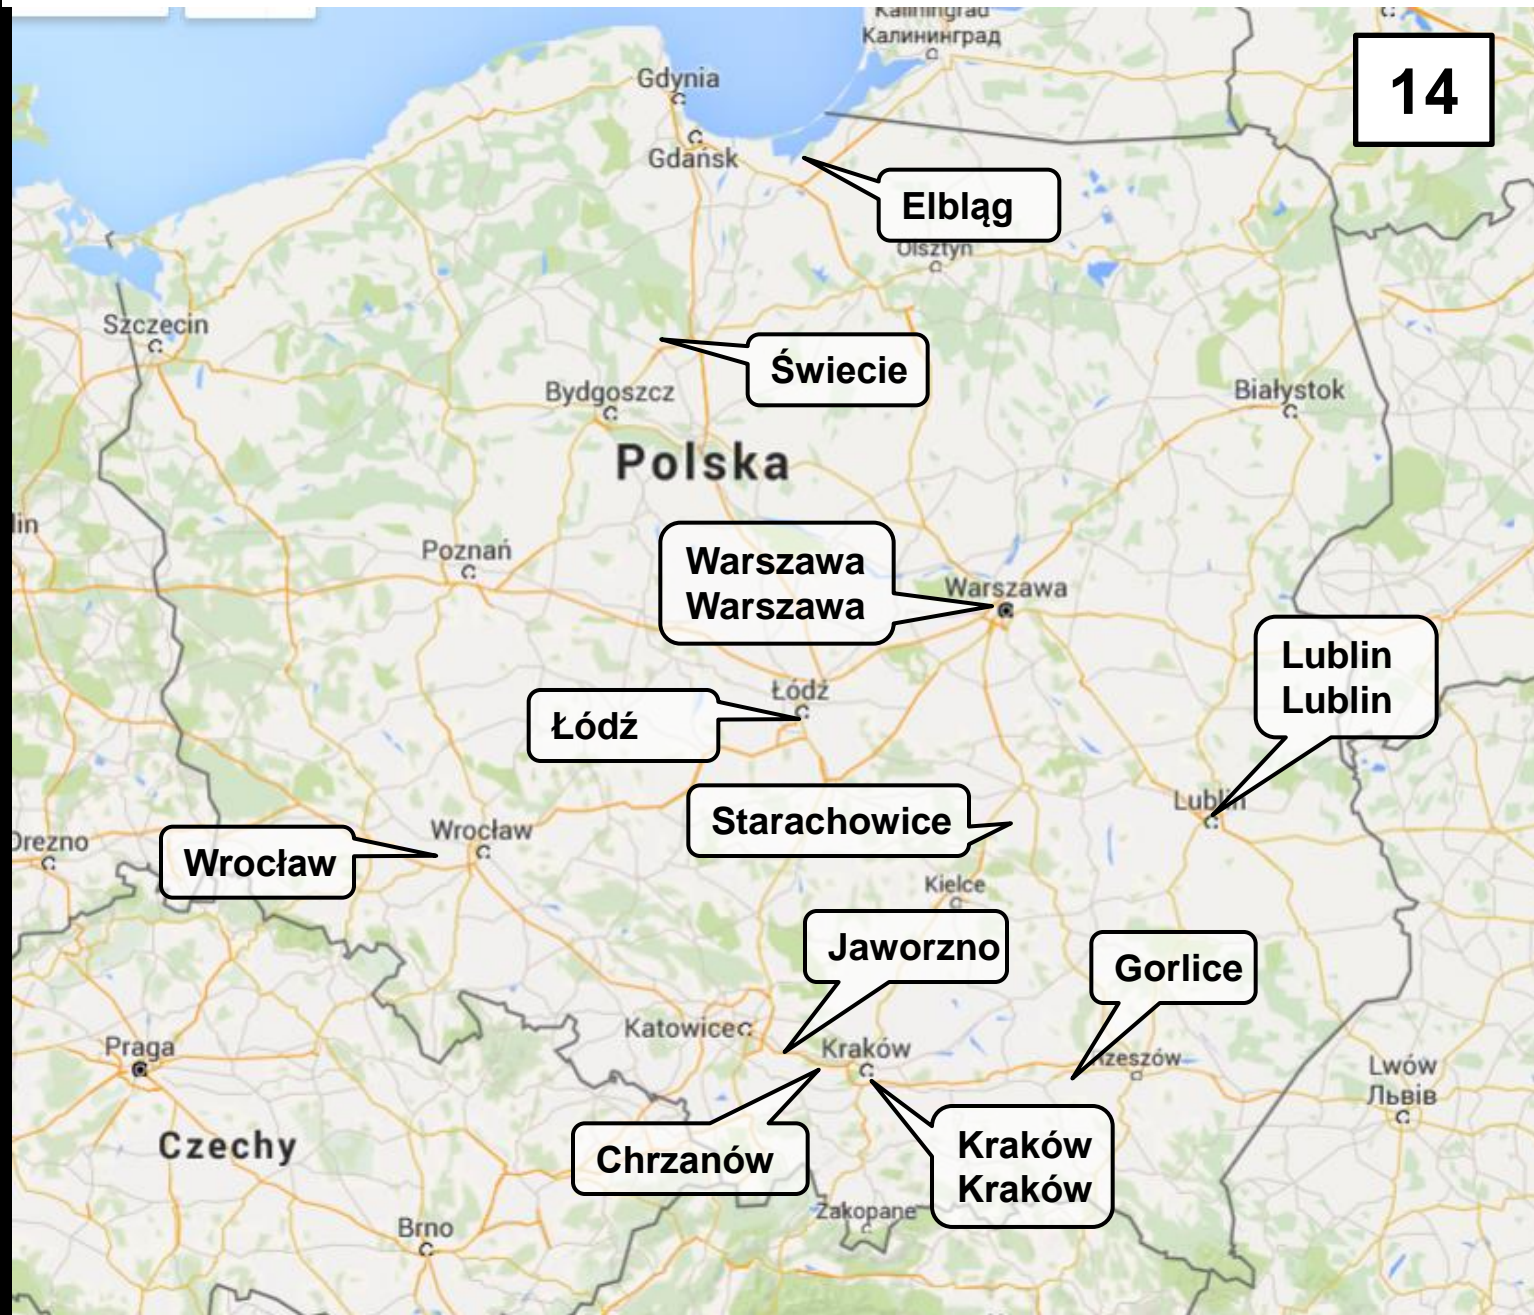 Kaliningrad
Калининград
14
Gdynia
Gdańsk
Elbląg
Olsztyn
Szczecin
Świecie
Bydgoszcz
Białystok
Polska
lin
Poznań
Warszawa
Warszawa
Warszawa
Lublin
Lublin
Łódź
Łódź
Starachowice
Lublin
Wrocław
Drezno
Wrocław
Kielce
Jaworzno
Gorlice
Katowice
Kraków
Rzeszów
Praga
Lwów
Львів
Czechy
Chrzanów
Kraków
Kraków
Zakopane
Brno